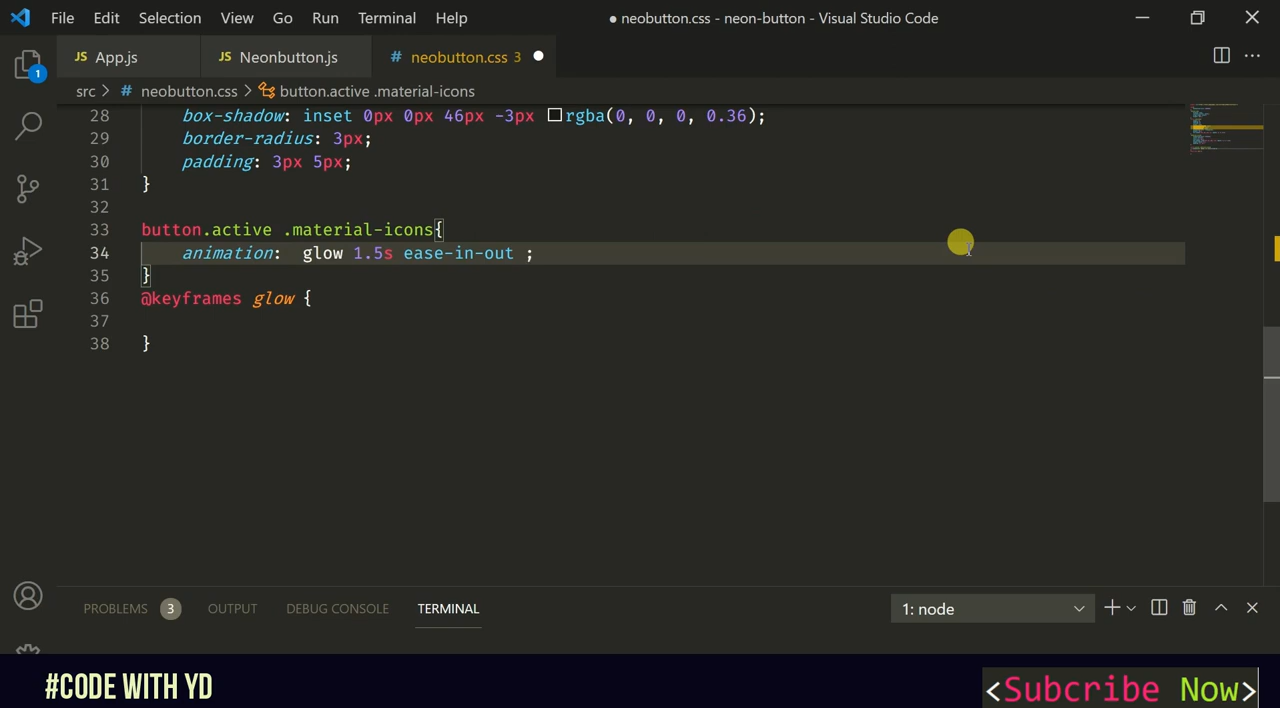 File Edit Selection View Go Run Terminal Help ● neobutton.css - neon-button - Visual Studio Code
JS App.js JS Neonbutton.js # neobutton.css 3
1
src > # neobutton.css > button.active .material-icons
28 box-shadow: inset 0px 0px 46px -3px rgba(0, 0, 0, 0.36);
29 border-radius: 3px;
30 padding: 3px 5px;
31 }
32
33 button.active .material-icons{
34 animation: glow 1.5s ease-in-out ;
35 }
36 @keyframes glow {
37
38 }
PROBLEMS 3 OUTPUT DEBUG CONSOLE TERMINAL 1: node
#CODE WITH YD <Subcribe Now>